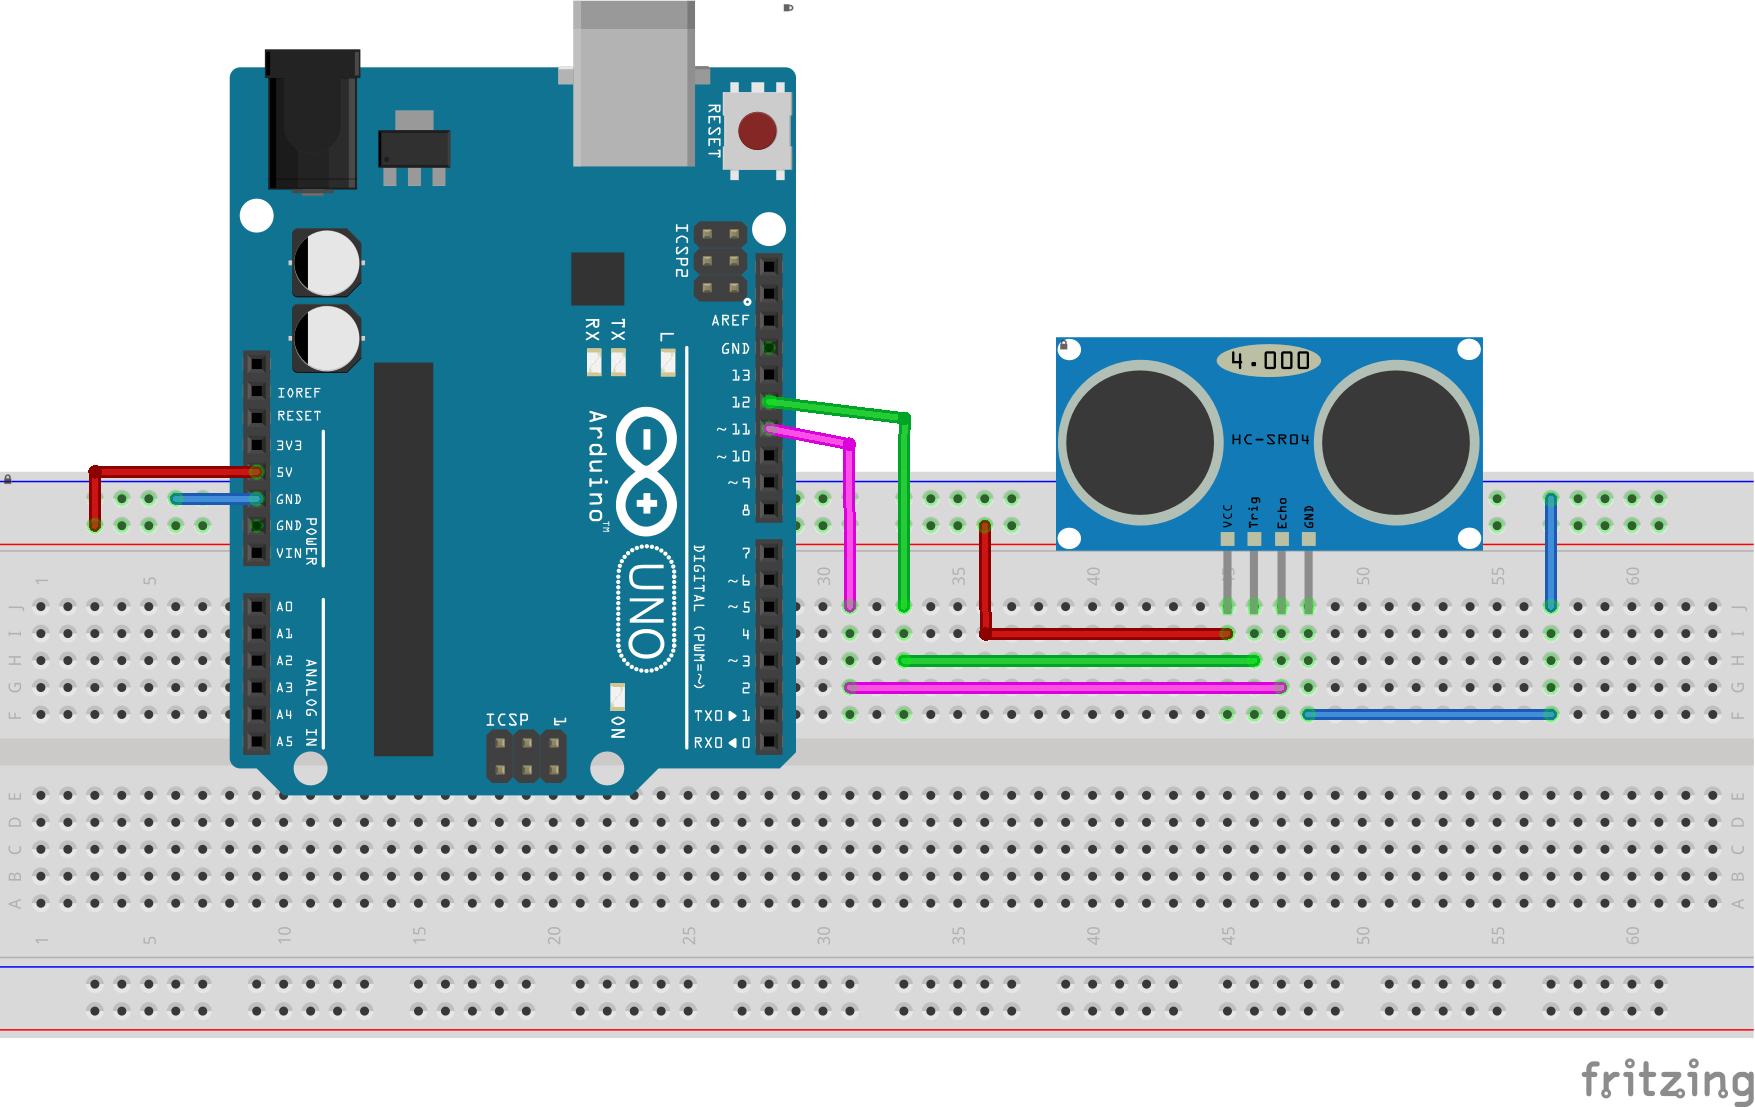 RESET
ICSP2
RX
TX
L
AREF
GND
13
12
~11
~10
~9
8
IOREF
RESET
3V3
5V
GND
GND
VIN
POWER
Arduino™
UNO
DIGITAL (PWM=~)
7
~6
~5
4
~3
2
TX0▶1
RX0◀0
A0
A1
A2
A3
A4
A5
ANALOG IN
ICSP
1
ON
4.000
HC-SR04
VCC
Trig
Echo
GND
1
5
30
35
40
45
50
55
60
J
I
H
G
F
J
I
H
G
F
E
D
C
B
A
E
D
C
B
A
1
5
10
15
20
25
30
35
40
45
50
55
60
fritzing